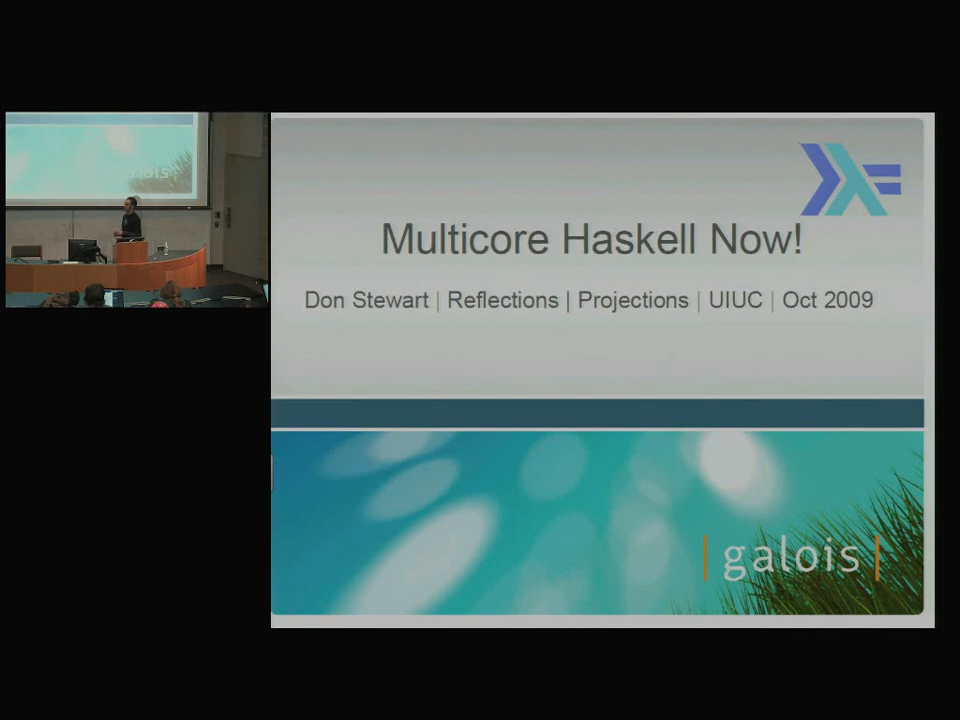 Multicore Haskell Now!
Don Stewart | Reflections | Projections | UIUC | Oct 2009
| galois |